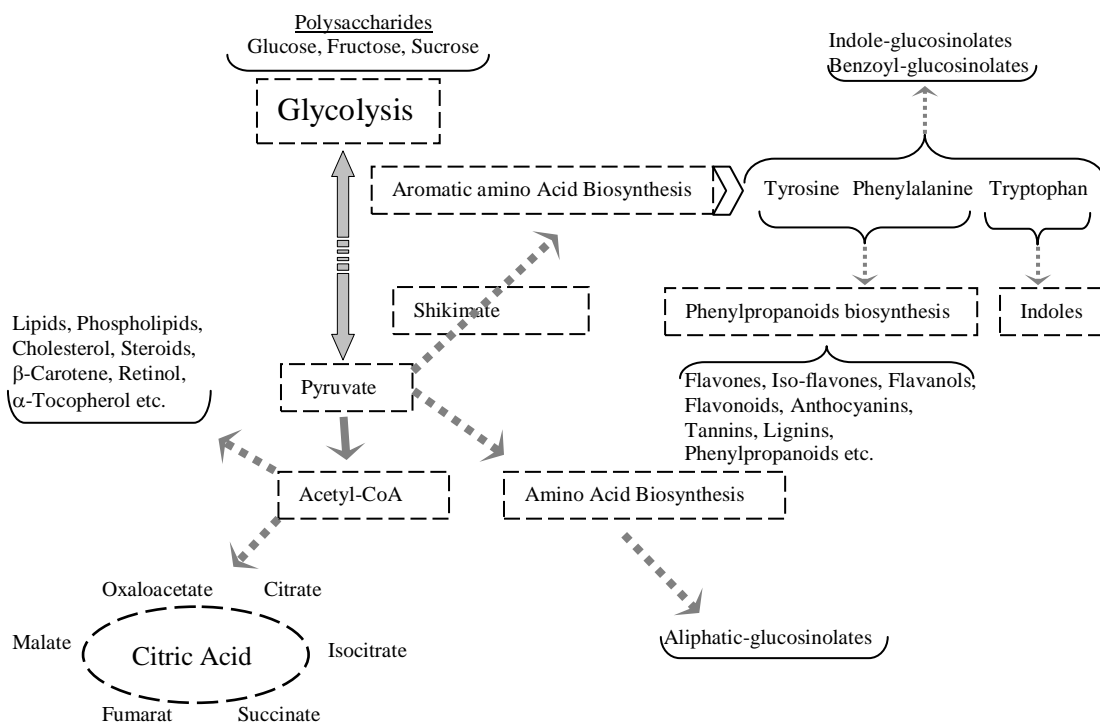 Polysaccharides
Glucose, Fructose, Sucrose
Glycolysis
Indole-glucosinolates
Benzoyl-glucosinolates
Aromatic amino Acid Biosynthesis
Tyrosine Phenylalanine Tryptophan
Shikimate
Phenylpropanoids biosynthesis
Indoles
Lipids, Phospholipids,
Cholesterol, Steroids,
β-Carotene, Retinol,
α-Tocopherol etc.
Pyruvate
Flavones, Iso-flavones, Flavanols,
Flavonoids, Anthocyanins,
Tannins, Lignins,
Phenylpropanoids etc.
Acetyl-CoA
Amino Acid Biosynthesis
Oxaloacetate
Citrate
Malate
Citric Acid
Isocitrate
Fumarat
Succinate
Aliphatic-glucosinolates